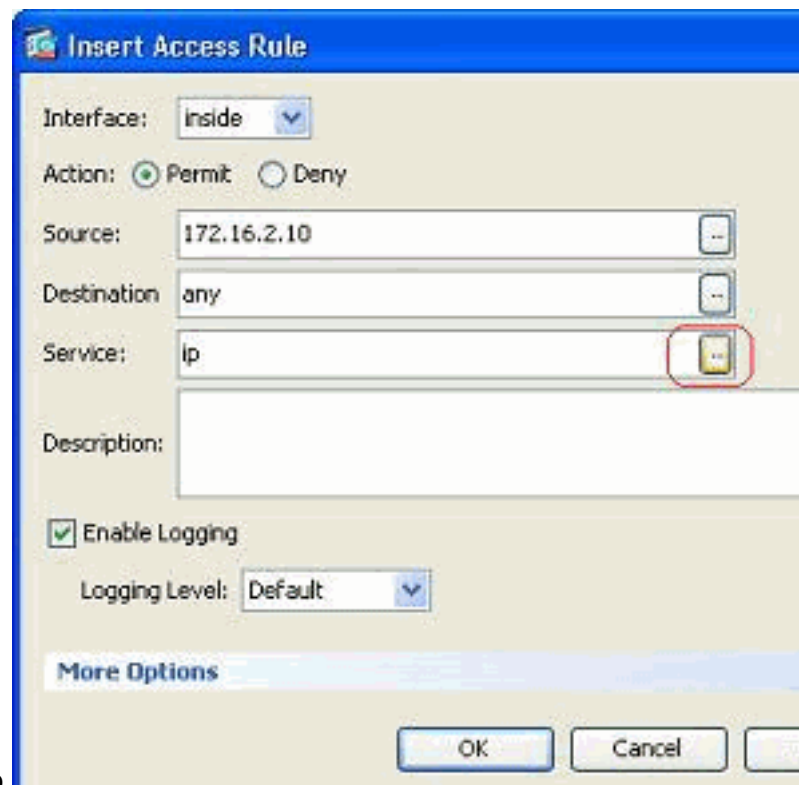 Insert Access Rule
Interface: inside
Action: Permit Deny
Source: 172.16.2.10 ...
Destination any ...
Service: ip ...
Description:
Enable Logging
Logging Level: Default
More Options
OK Cancel